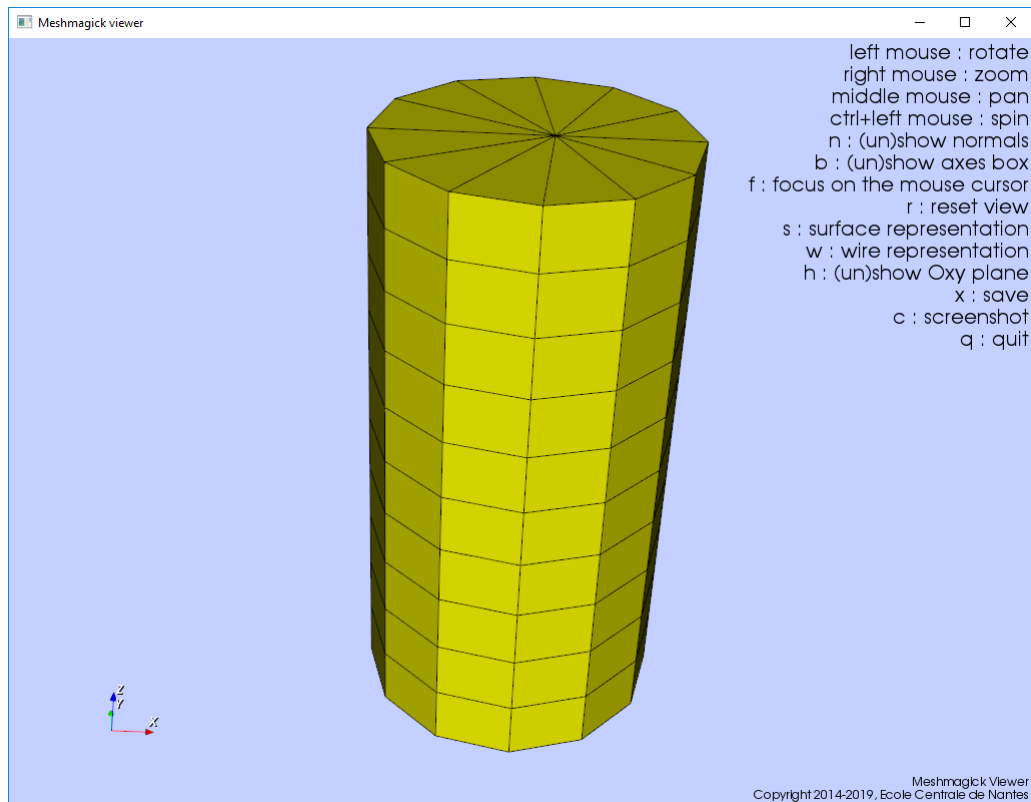 Meshmagick viewer
left mouse : rotate
right mouse : zoom
middle mouse : pan
ctrl+left mouse : spin
n : (un)show normals
b : (un)show axes box
f : focus on the mouse cursor
r : reset view
s : surface representation
w : wire representation
h : (un)show Oxy plane
x : save
c : screenshot
q : quit
Z
Y
X
Meshmagick Viewer
Copyright 2014-2019, Ecole Centrale de Nantes